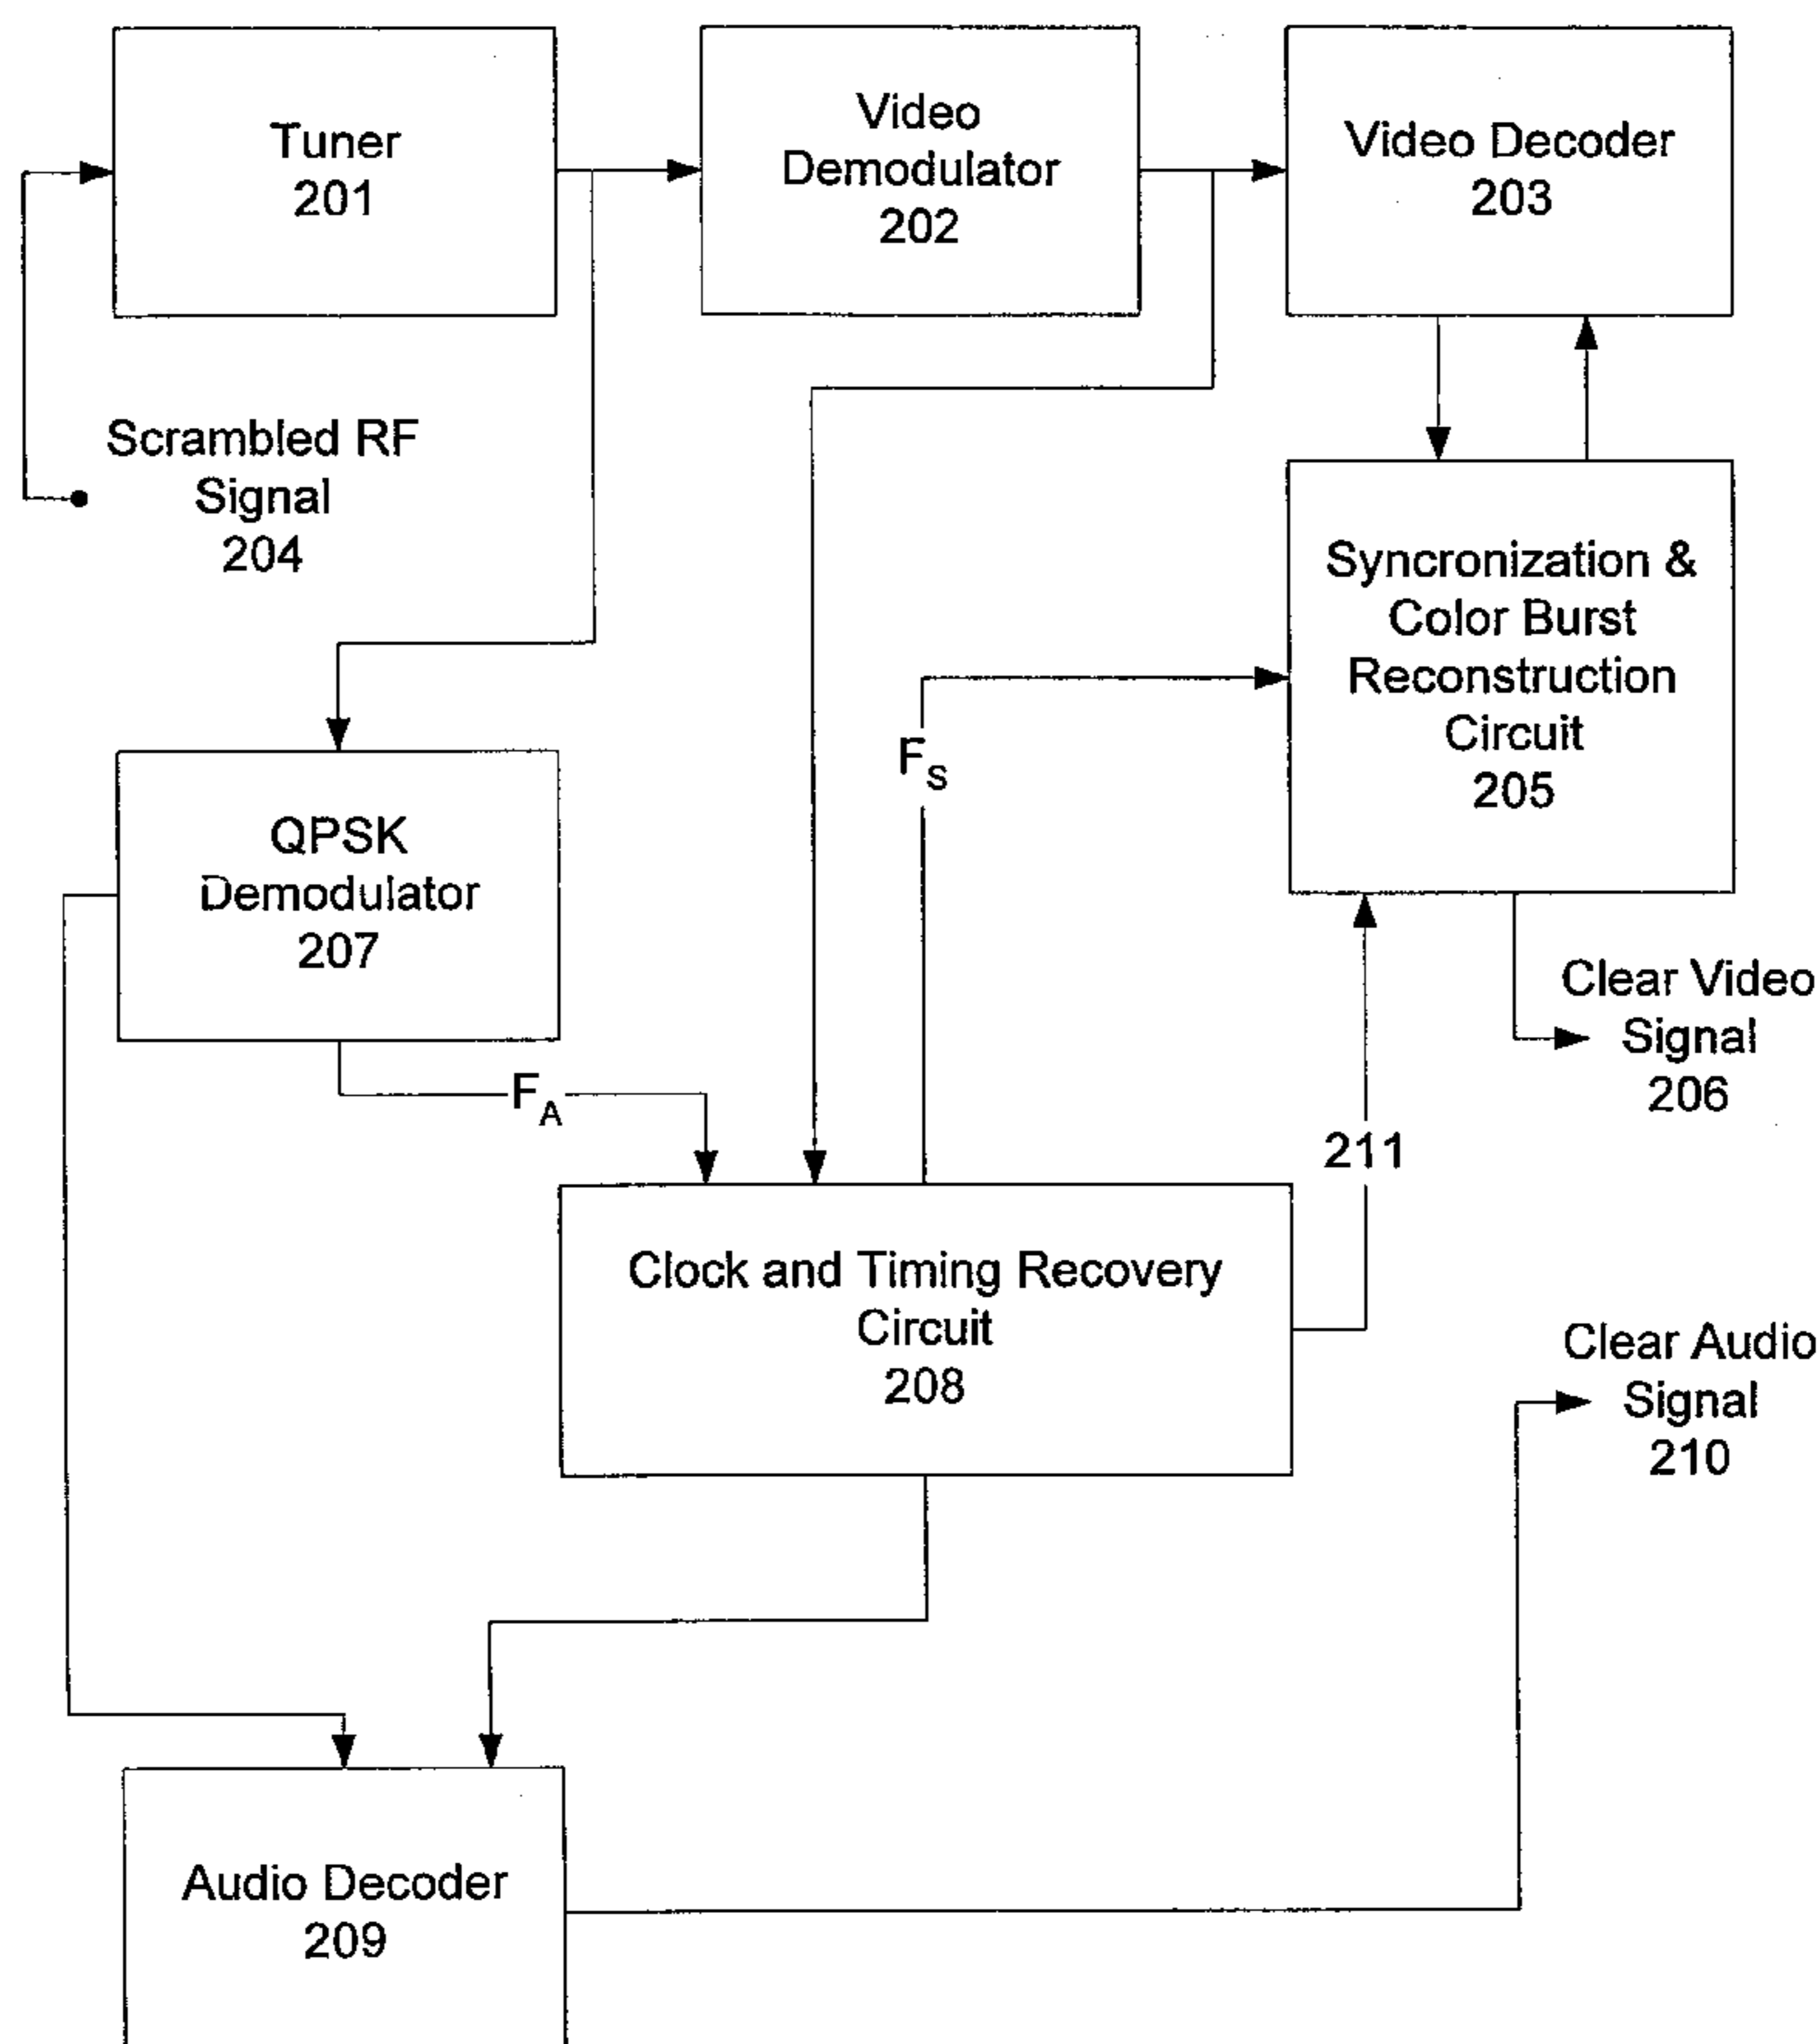 Tuner
201
Video
Demodulator
202
Video Decoder
203
Scrambled RF
Signal
204
Syncronization &
Color Burst
Reconstruction
Circuit
205
FS
QPSK
Demodulator
207
Clear Video
Signal
206
FA
211
Clock and Timing Recovery
Circuit
208
Clear Audio
Signal
210
Audio Decoder
209